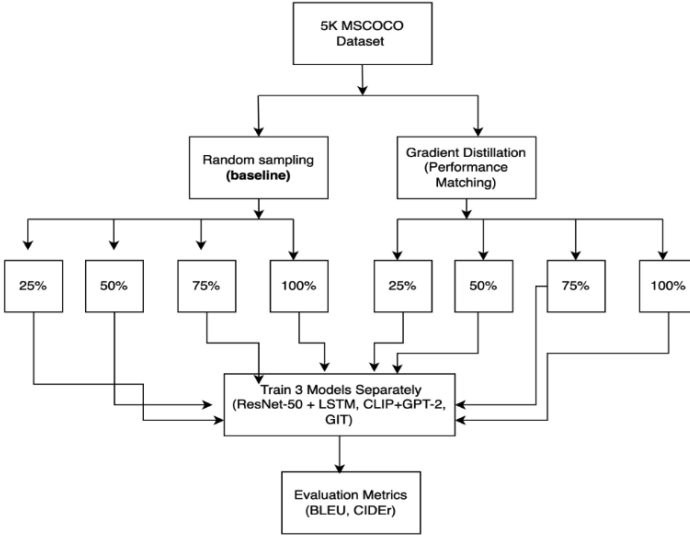 5K MSCOCO
Dataset
Random sampling
(baseline)
Gradient Distillation
(Performance
Matching)
25%
50%
75%
100%
25%
50%
75%
100%
Train 3 Models Separately
(ResNet-50 + LSTM, CLIP+GPT-2,
GIT)
Evaluation Metrics
(BLEU, CIDEr)